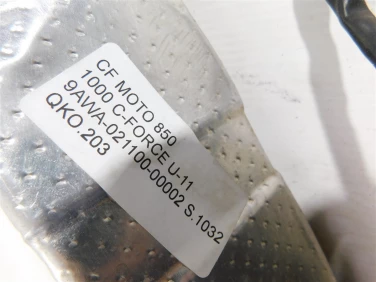 CF MOTO 850
1000 C-FORCE U-11
9AWA-021100-00002 S.1032
QKO.203